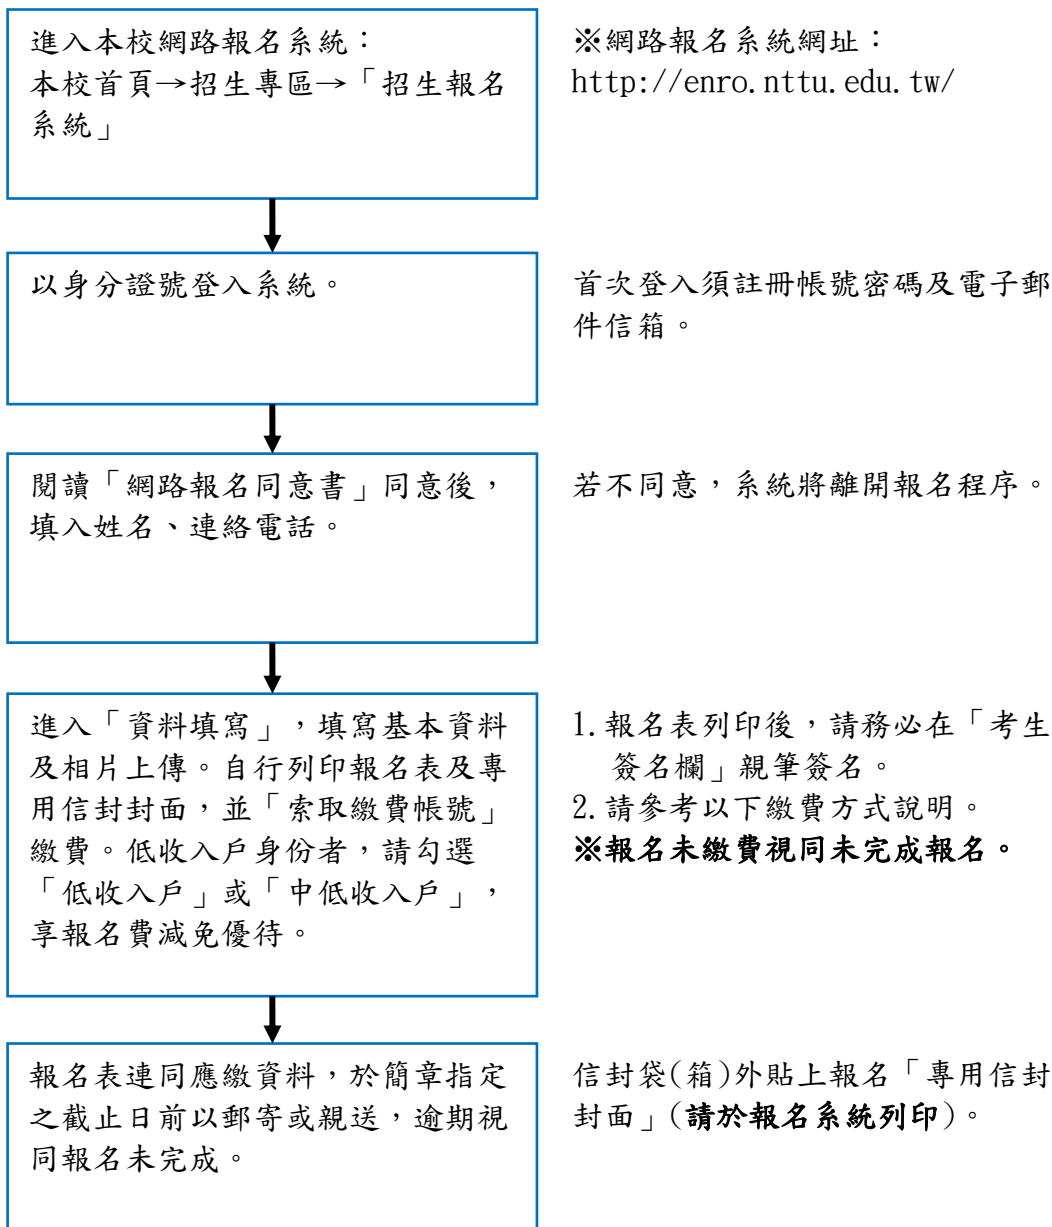 進入本校網路報名系統：
本校首頁→招生專區→「招生報名
系統」
※網路報名系統網址：
http://enro.nttu.edu.tw/
以身分證號登入系統。
首次登入須註冊帳號密碼及電子郵
件信箱。
閱讀「網路報名同意書」同意後，
填入姓名、連絡電話。
若不同意，系統將離開報名程序。
進入「資料填寫」，填寫基本資料
及相片上傳。自行列印報名表及專
用信封封面，並「索取繳費帳號」
繳費。低收入戶身份者，請勾選
「低收入戶」或「中低收入戶」，
享報名費減免優待。
1.報名表列印後，請務必在「考生
簽名欄」親筆簽名。
2.請參考以下繳費方式說明。
※報名未繳費視同未完成報名。
報名表連同應繳資料，於簡章指定
之截止日前以郵寄或親送，逾期視
同報名未完成。
信封袋(箱)外貼上報名「專用信封
封面」(請於報名系統列印)。